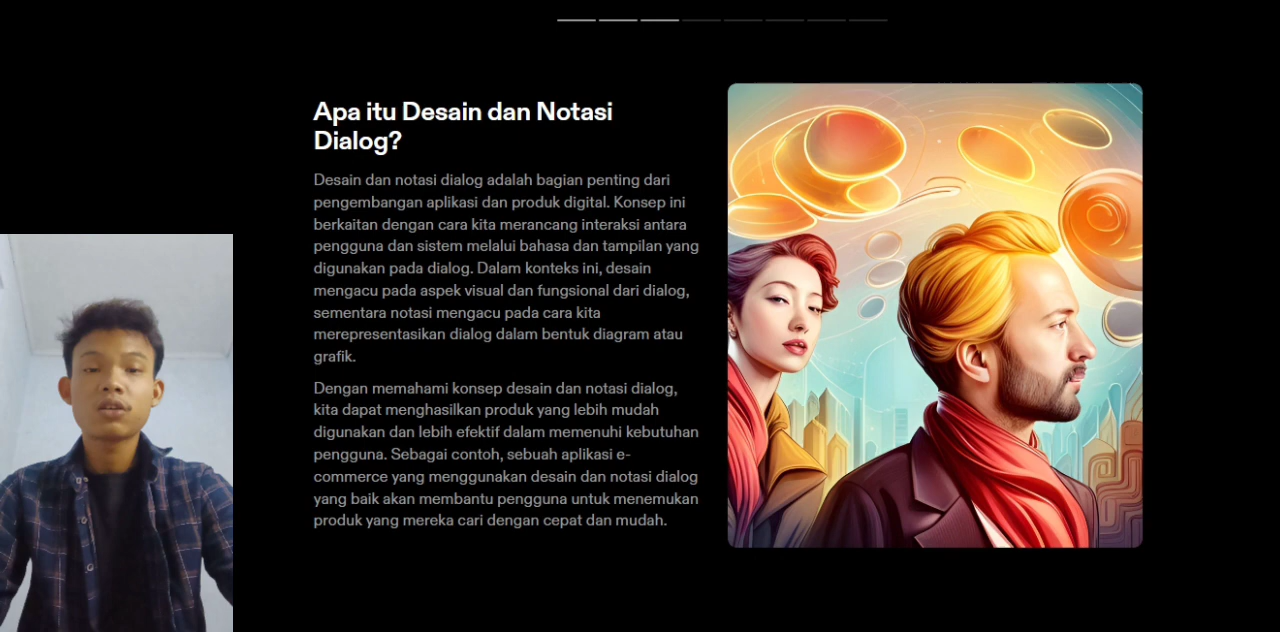 Apa itu Desain dan Notasi
Dialog?
Desain dan notasi dialog adalah bagian penting dari
pengembangan aplikasi dan produk digital. Konsep ini
berkaitan dengan cara kita merancang interaksi antara
pengguna dan sistem melalui bahasa dan tampilan yang
digunakan pada dialog. Dalam konteks ini, desain
mengacu pada aspek visual dan fungsional dari dialog,
sementara notasi mengacu pada cara kita
merepresentasikan dialog dalam bentuk diagram atau
grafik.
Dengan memahami konsep desain dan notasi dialog,
kita dapat menghasilkan produk yang lebih mudah
digunakan dan lebih efektif dalam memenuhi kebutuhan
pengguna. Sebagai contoh, sebuah aplikasi e-
commerce yang menggunakan desain dan notasi dialog
yang baik akan membantu pengguna untuk menemukan
produk yang mereka cari dengan cepat dan mudah.